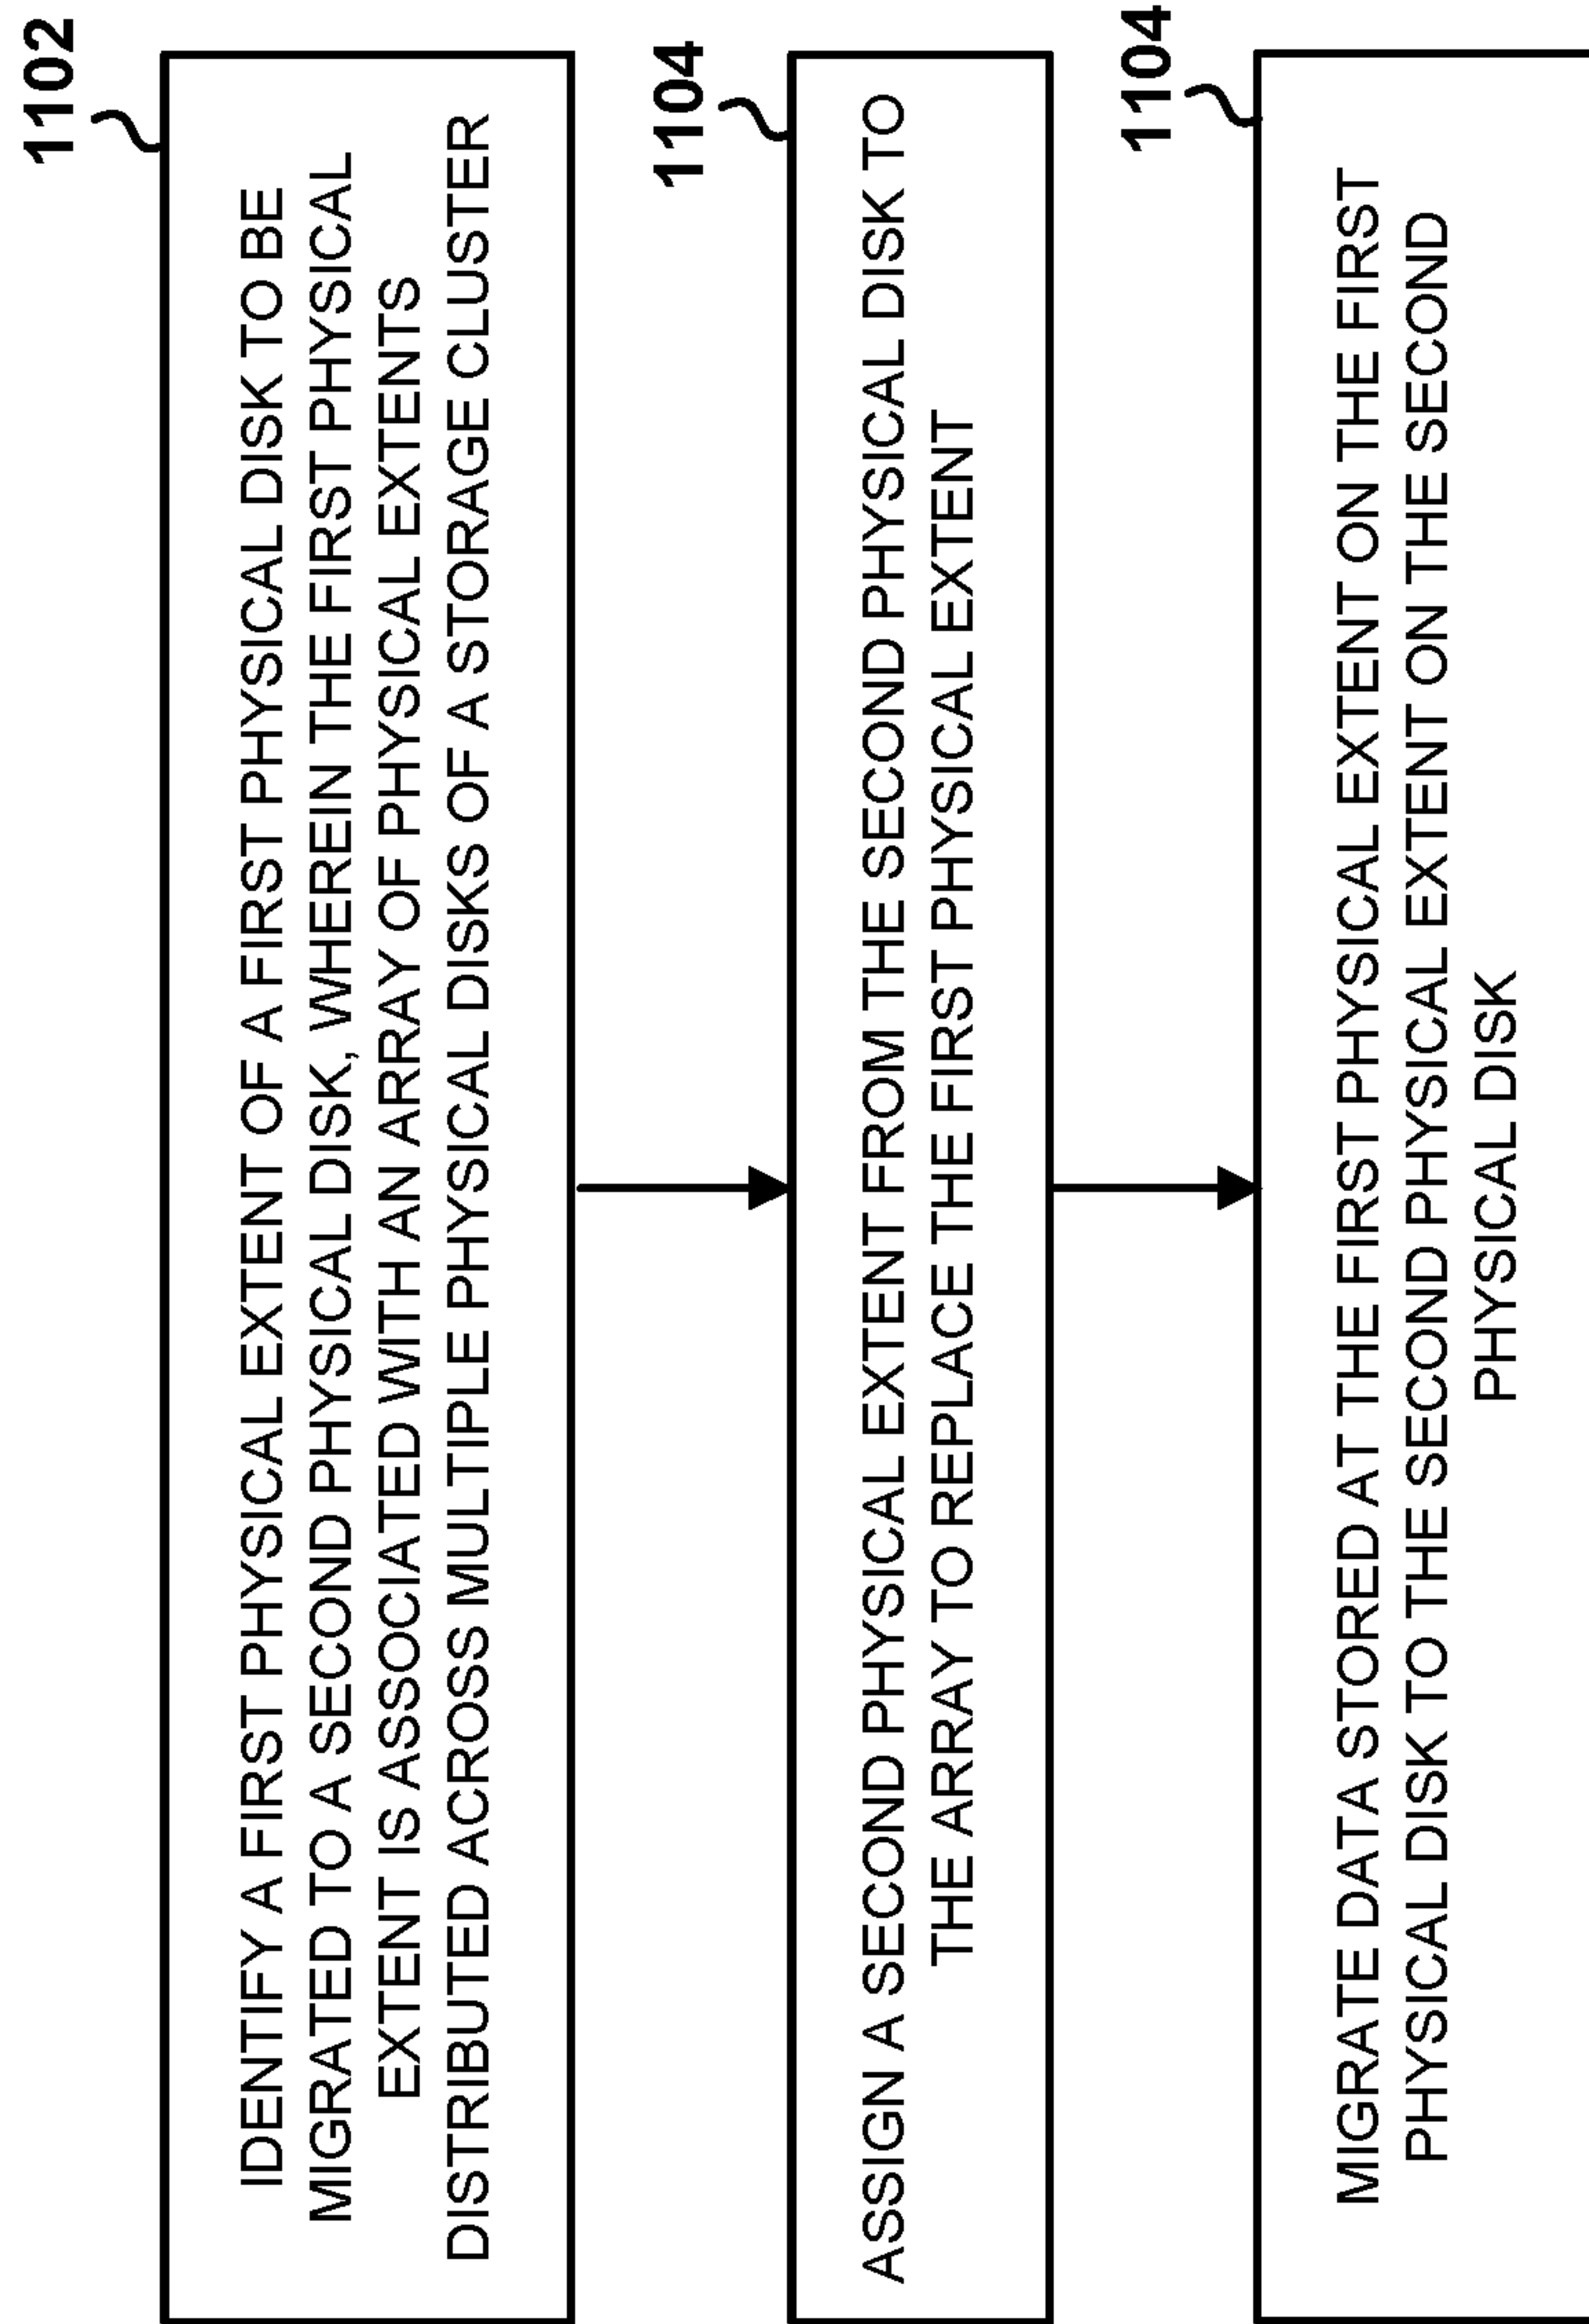 1102
IDENTIFY A FIRST PHYSICAL EXTENT OF A FIRST PHYSICAL DISK TO BE
MIGRATED TO A SECOND PHYSICAL DISK, WHEREIN THE FIRST PHYSICAL
EXTENT IS ASSOCIATED WITH AN ARRAY OF PHYSICAL EXTENTS
DISTRIBUTED ACROSS MULTIPLE PHYSICAL DISKS OF A STORAGE CLUSTER
1104
ASSIGN A SECOND PHYSICAL EXTENT FROM THE SECOND PHYSICAL DISK TO
THE ARRAY TO REPLACE THE FIRST PHYSICAL EXTENT
1104
MIGRATE DATA STORED AT THE FIRST PHYSICAL EXTENT ON THE FIRST
PHYSICAL DISK TO THE SECOND PHYSICAL EXTENT ON THE SECOND
PHYSICAL DISK